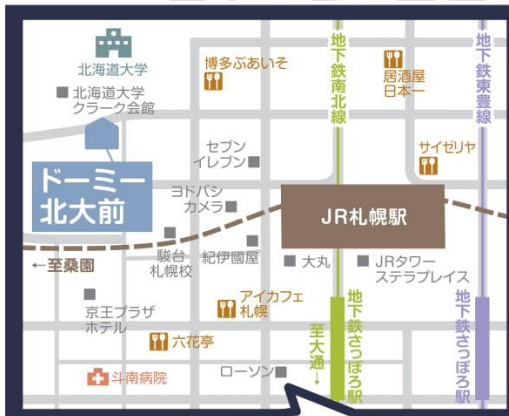 北海道大学
北海道大学
クラーク会館
博多ぶあいそ
地下鉄南北線
居酒屋
日本一
地下鉄東豊線
セブン
イレブン
サイゼリヤ
ドーミー
北大前
ヨドバシ
カメラ
JR札幌駅
←至桑園
駿台
札幌校
紀伊國屋
大丸
JRタワー
ステラプレイス
京王プラザ
ホテル
アイカフェ
札幌
地下鉄さっぽろ駅
地下鉄さっぽろ駅
至大通→
六花亭
斗南病院
ローソン